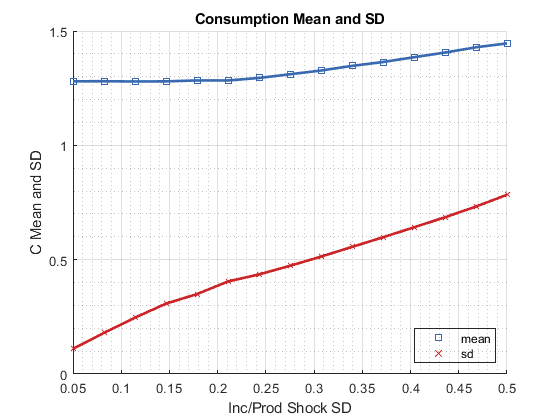 Consumption Mean and SD
C Mean and SD
1.5
1
0.5
0
0.05 0.1 0.15 0.2 0.25 0.3 0.35 0.4 0.45 0.5
Inc/Prod Shock SD
mean
sd